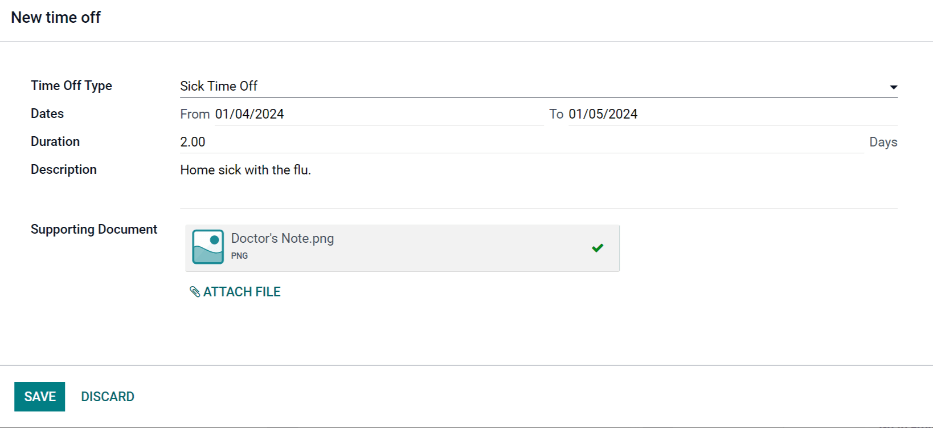 New time off
Time Off Type Sick Time Off
Dates From 01/04/2024 To 01/05/2024
Duration 2.00 Days
Description Home sick with the flu.
Supporting Document Doctor's Note.png
PNG
ATTACH FILE
SAVE DISCARD